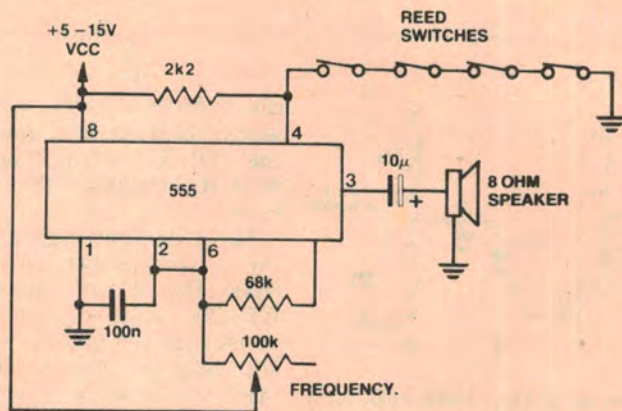 +5 -15V
VCC
REED
SWITCHES
2k2
8
4
555
3
10μ
+
8 OHM
SPEAKER
1
2
6
68k
100n
100k
FREQUENCY.